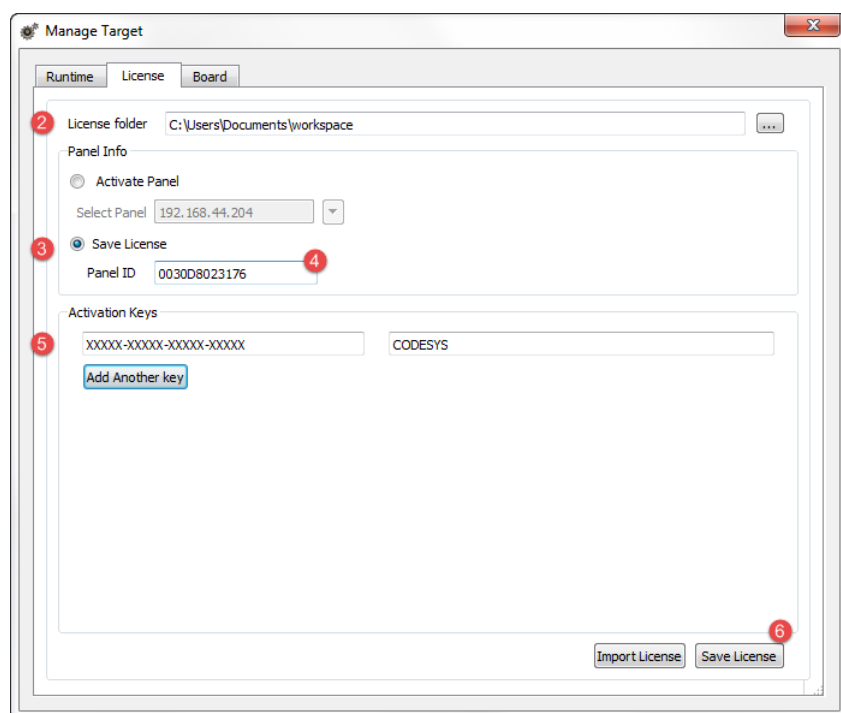 Manage Target
Runtime License Board
2 License folder C:\Users\Documents\workspace ...
Panel Info
Activate Panel
Select Panel 192.168.44.204
3 Save License
4
Panel ID 0030D8023176
Activation Keys
5 XXXXX-XXXXX-XXXXX-XXXXX CODESYS
Add Another key
6
Import License Save License